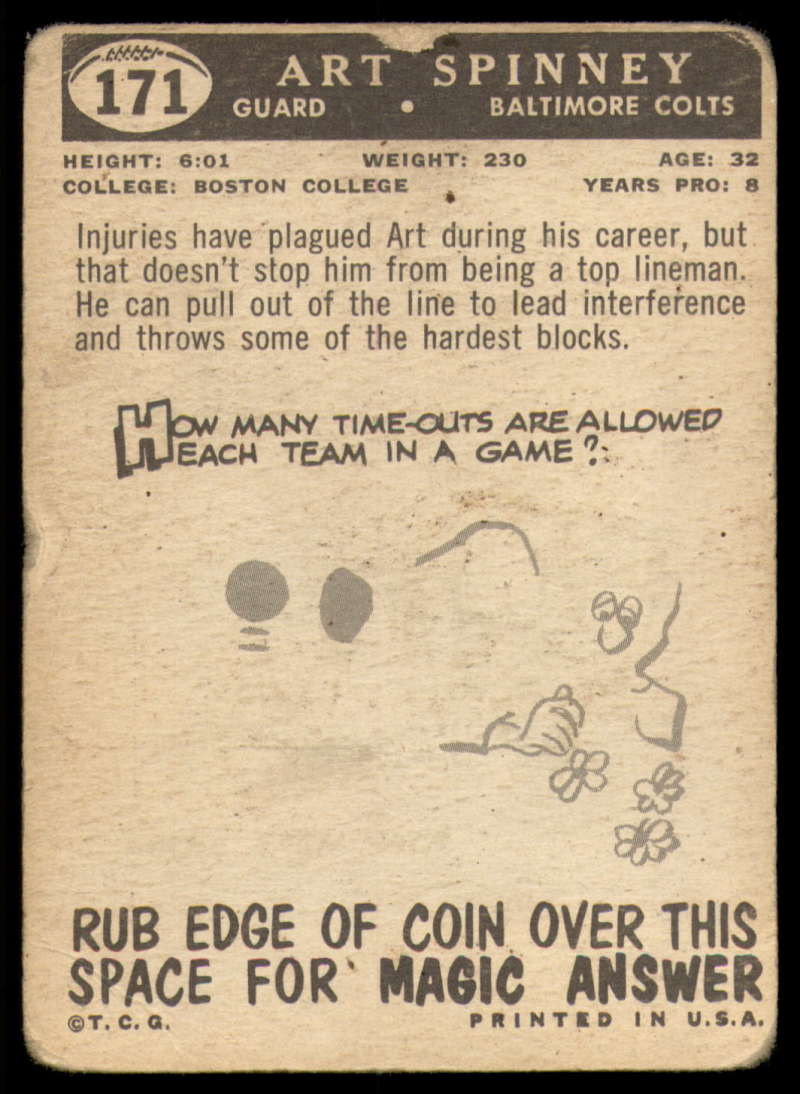 171
ART SPINNEY
GUARD • BALTIMORE COLTS
HEIGHT: 6:01 WEIGHT: 230 AGE: 32
COLLEGE: BOSTON COLLEGE YEARS PRO: 8
Injuries have plagued Art during his career, but
that doesn't stop him from being a top lineman.
He can pull out of the line to lead interference
and throws some of the hardest blocks.
HOW MANY TIME-OUTS ARE ALLOWED
EACH TEAM IN A GAME?
RUB EDGE OF COIN OVER THIS
SPACE FOR MAGIC ANSWER
©T. C. G. PRINTED IN U.S.A.